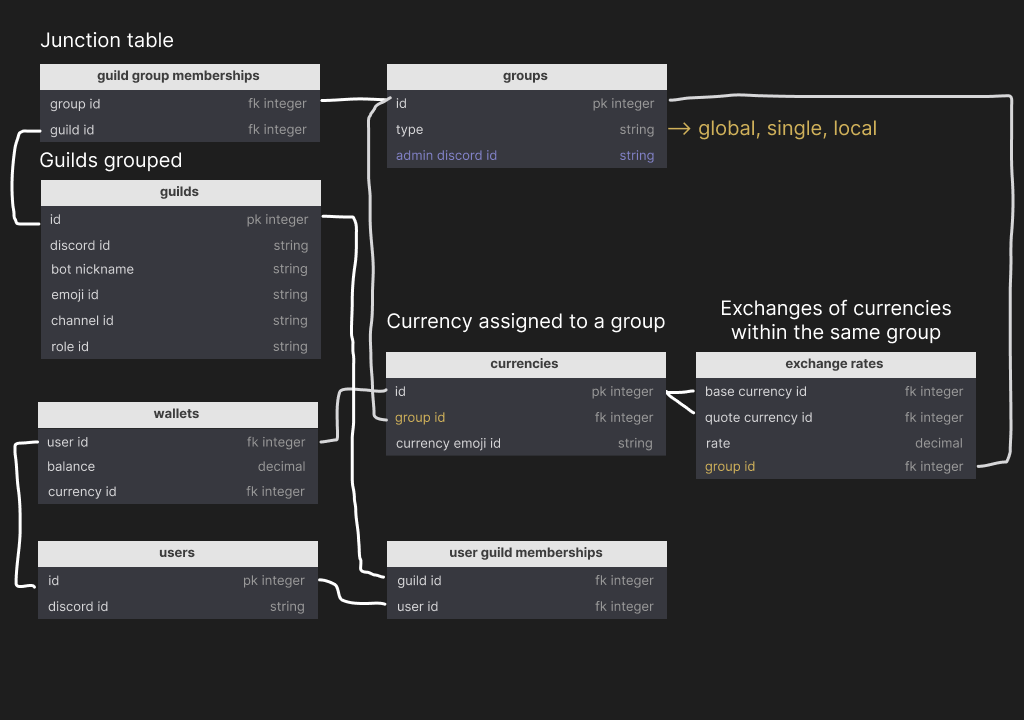 Junction table
guild group memberships
group id fk integer
guild id fk integer
groups
id pk integer
type string
admin discord id string
global, single, local
Guilds grouped
guilds
id pk integer
discord id string
bot nickname string
emoji id string
channel id string
role id string
Currency assigned to a group
currencies
id pk integer
group id fk integer
currency emoji id string
Exchanges of currencies
within the same group
exchange rates
base currency id fk integer
quote currency id fk integer
rate decimal
group id fk integer
wallets
user id fk integer
balance decimal
currency id fk integer
users
id pk integer
discord id string
user guild memberships
guild id fk integer
user id fk integer